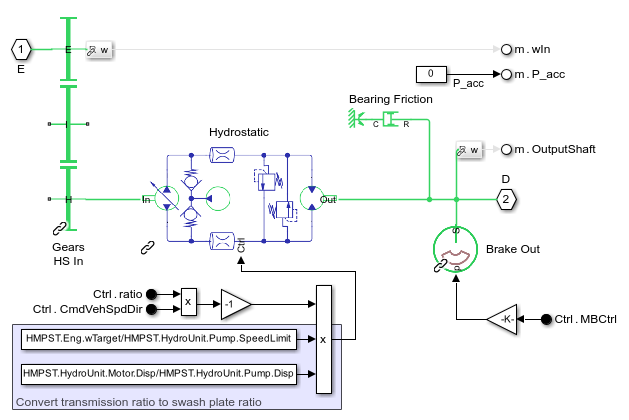 1
E
E
w
m.wIn
0
P_acc
m.P_acc
Bearing Friction
C
R
I
Hydrostatic
w
m.OutputShaft
D
2
H
In
Out
Gears
HS In
Ctrl
S
P
Brake Out
Ctrl.ratio
Ctrl.CmdVehSpdDir
x
-1
-K-
Ctrl.MBCtrl
HMPST.Eng.wTarget/HMPST.HydroUnit.Pump.SpeedLimit
x
HMPST.HydroUnit.Motor.Disp/HMPST.HydroUnit.Pump.Disp
Convert transmission ratio to swash plate ratio